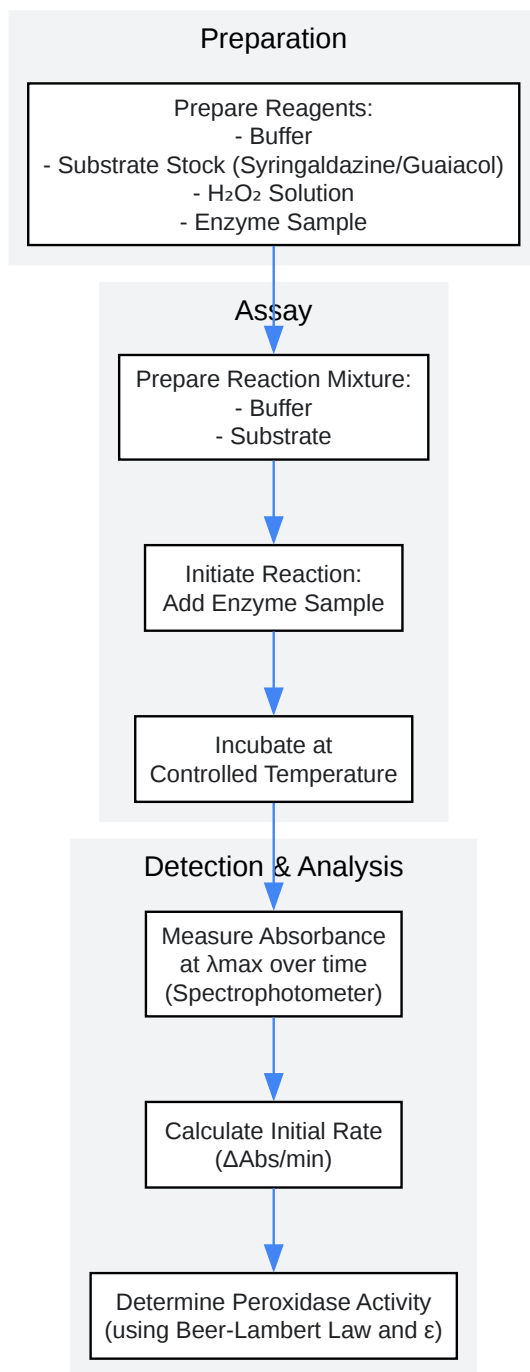 Preparation
Prepare Reagents:
- Buffer
- Substrate Stock (Syringaldazine/Guaiacol)
- H₂O₂ Solution
- Enzyme Sample
Assay
Prepare Reaction Mixture:
- Buffer
- Substrate
Initiate Reaction:
Add Enzyme Sample
Incubate at
Controlled Temperature
Detection & Analysis
Measure Absorbance
at λmax over time
(Spectrophotometer)
Calculate Initial Rate
(ΔAbs/min)
Determine Peroxidase Activity
(using Beer-Lambert Law and ε)